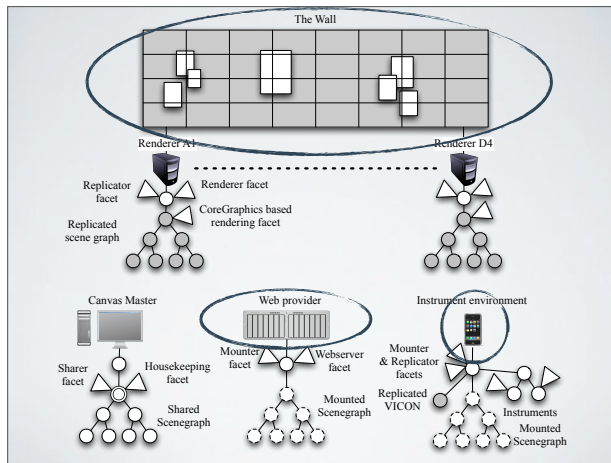 The Wall
Renderer A1
Renderer D4
Replicator
facet
Renderer facet
CoreGraphics based
rendering facet
Replicated
scene graph
Canvas Master
Web provider
Instrument environment
Sharer
facet
Housekeeping
facet
Shared
Scenegraph
Mounter
facet
Webserver
facet
Mounted
Scenegraph
Mounter
& Replicator
facets
Replicated
VICON
Instruments
Mounted
Scenegraph